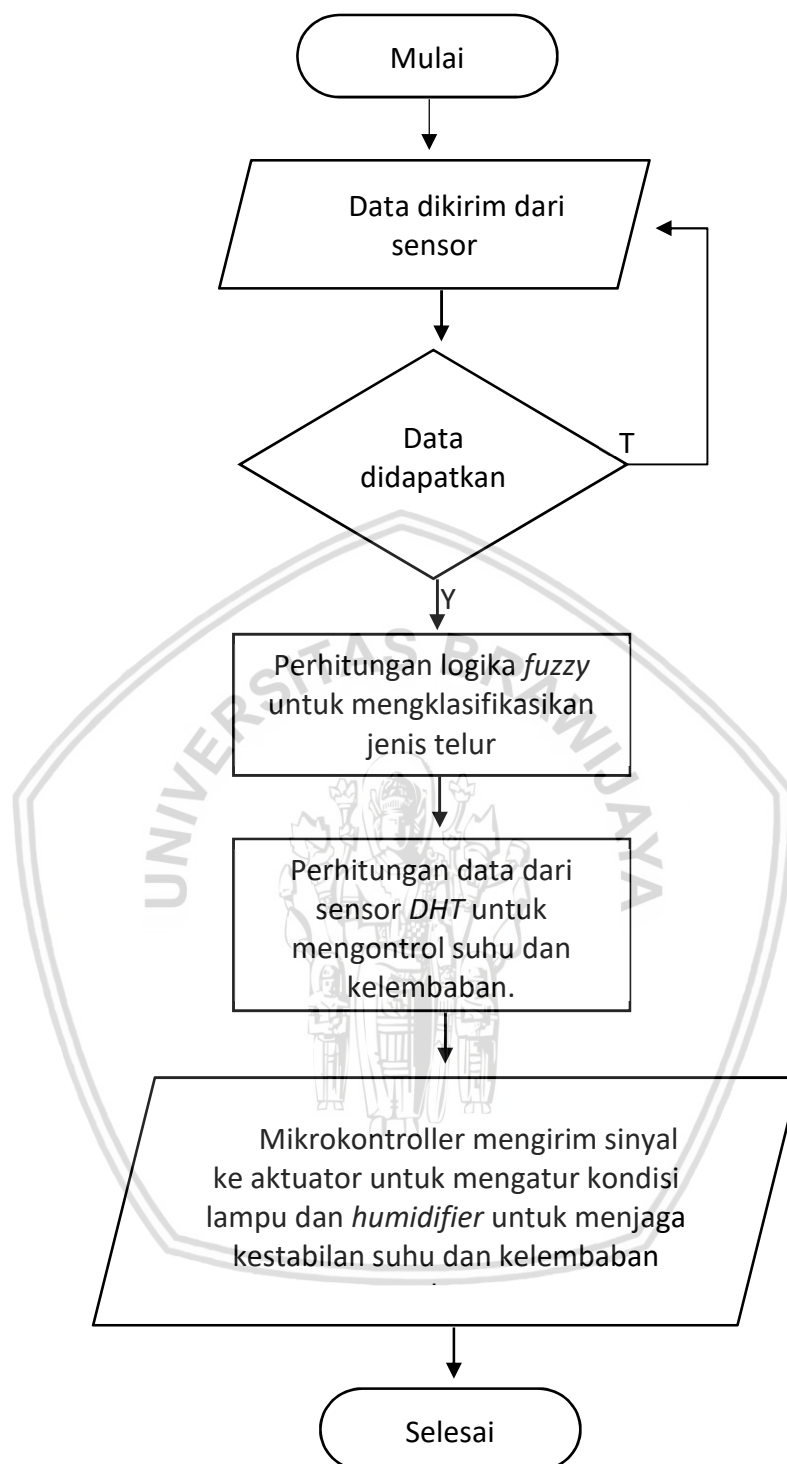 Mulai
Data dikirim dari
sensor
Data
didapatkan
T
Y
Perhitungan logika fuzzy
untuk mengklasifikasikan
jenis telur
UNIVERSITAS BRAWIJAYA
Perhitungan data dari
sensor DHT untuk
mengontrol suhu dan
kelembaban.
Mikrokontroller mengirim sinyal
ke aktuator untuk mengatur kondisi
lampu dan humidifier untuk menjaga
kestabilan suhu dan kelembaban
Selesai